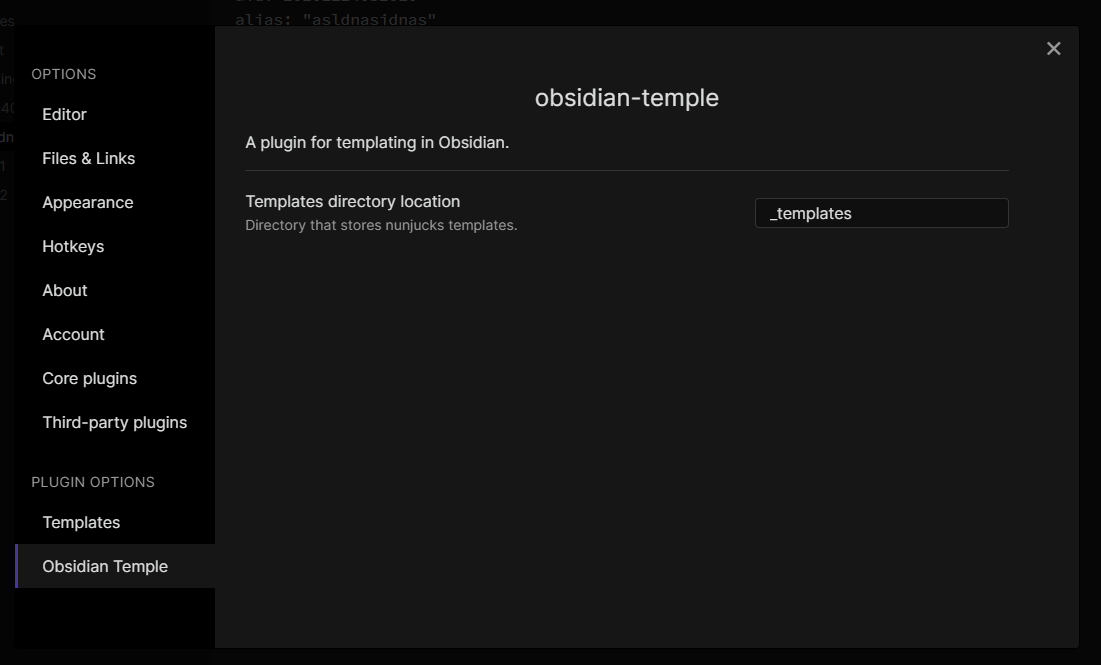 alias: "asldnasidnas"
OPTIONS
Editor
Files & Links
Appearance
Hotkeys
About
Account
Core plugins
Third-party plugins
PLUGIN OPTIONS
Templates
Obsidian Temple
obsidian-temple
A plugin for templating in Obsidian.
Templates directory location
Directory that stores nunjucks templates.
_templates